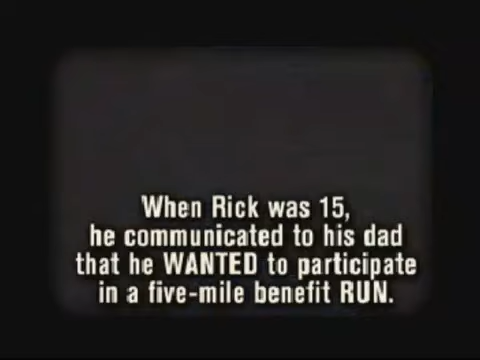 When Rick was 15,
he communicated to his dad
that he WANTED to participate
in a five-mile benefit RUN.